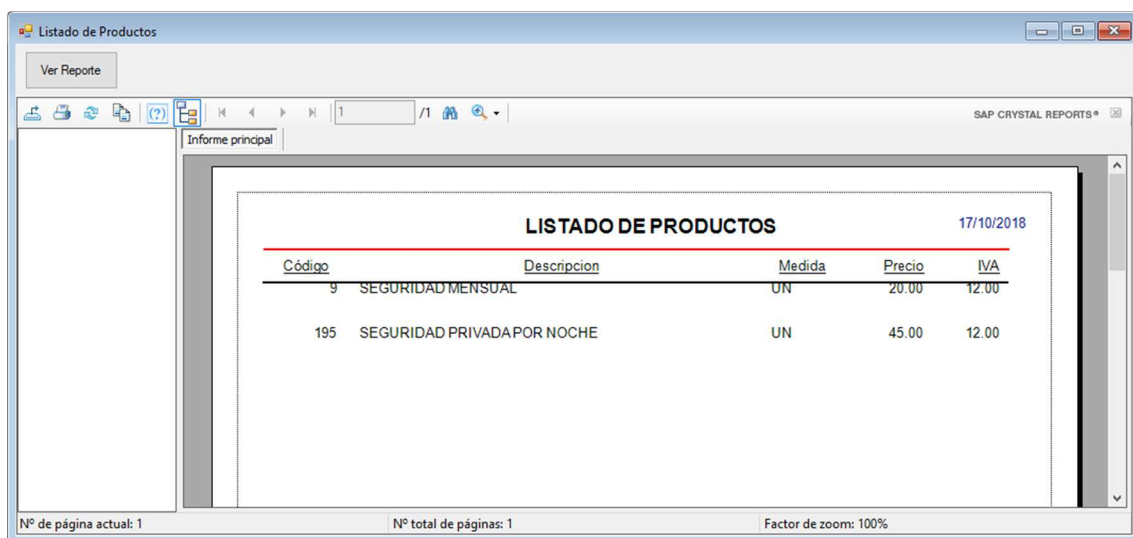 Listado de Productos
Ver Reporte
1 /1 SAP CRYSTAL REPORTS®
Informe principal
LISTADO DE PRODUCTOS 17/10/2018
Código Descripcion Medida Precio IVA
9 SEGURIDAD MENSUAL UN 20.00 12.00
195 SEGURIDAD PRIVADA POR NOCHE UN 45.00 12.00
Nº de página actual: 1 Nº total de páginas: 1 Factor de zoom: 100%